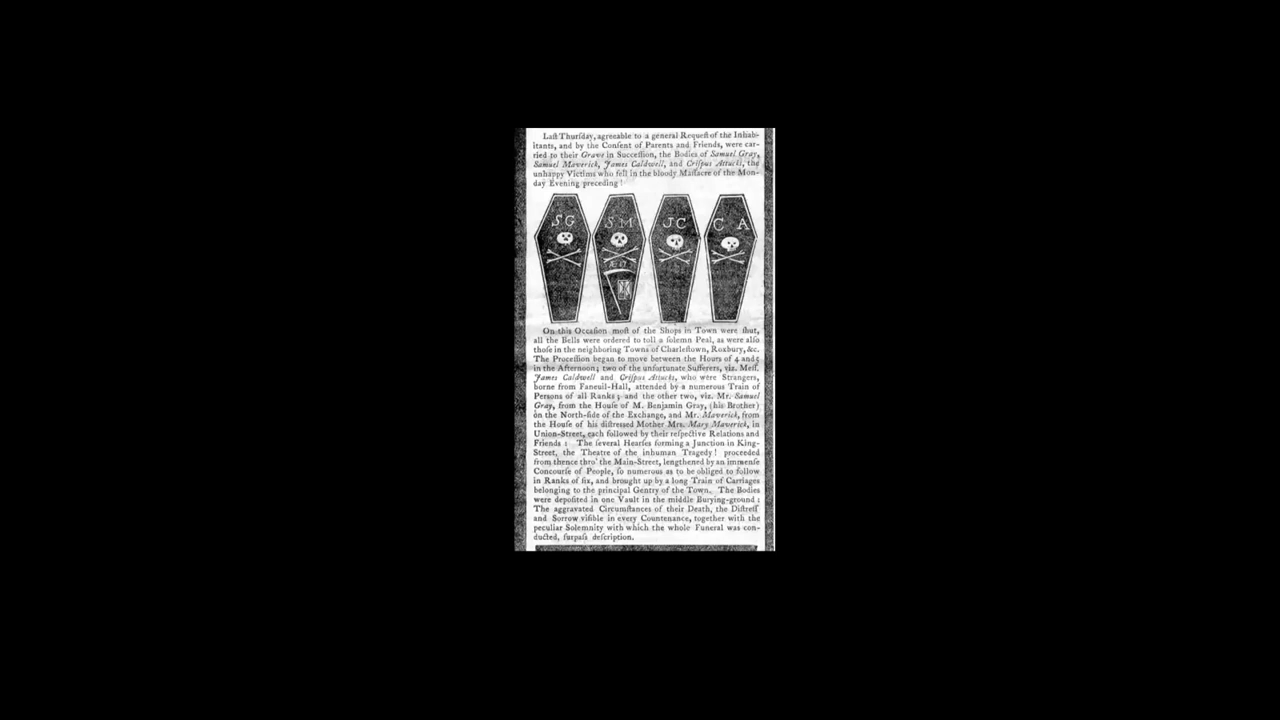 Laſt Thurſday, agreeable to a general Requeſt of the Inhab-
itants, and by the Conſent of Parents and Friends, were car-
ried to their Grave in Succeſſion, the Bodies of Samuel Gray,
Samuel Maverick, James Caldwell, and Criſpus Attucks, the
unhappy Victims who fell in the bloody Maſſacre of the Mon-
day Evening preceding!
SG SM JC CA
Æ 17
On this Occaſion moſt of the Shops in Town were ſhut,
all the Bells were ordered to toll a ſolemn Peal, as were alſo
thoſe in the neighboring Towns of Charleſtown, Roxbury, &c.
The Proceſſion began to move between the Hours of 4 and 5
in the Afternoon; two of the unfortunate Sufferers, viz. Meſſ.
James Caldwell and Criſpus Attucks, who were Strangers,
borne from Faneuil-Hall, attended by a numerous Train of
Perſons of all Ranks; and the other two, viz. Mr. Samuel
Gray, from the Houſe of M. Benjamin Gray, (his Brother)
on the North-ſide of the Exchange, and Mr. Maverick, from
the Houſe of his diſtreſſed Mother Mrs. Mary Maverick, in
Union-Street, each followed by their reſpective Relations and
Friends: The ſeveral Hearſes forming a Junction in King-
Street, the Theatre of the inhuman Tragedy! proceeded
from thence thro' the Main-Street, lengthened by an immenſe
Concourſe of People, ſo numerous as to be obliged to follow
in Ranks of ſix, and brought up by a long Train of Carriages
belonging to the principal Gentry of the Town. The Bodies
were depoſited in one Vault in the middle Burying-ground:
The aggravated Circumſtances of their Death, the Diſtreſſ
and Sorrow viſible in every Countenance, together with the
peculiar Solemnity with which the whole Funeral was con-
ducted, ſurpaſs deſcription.